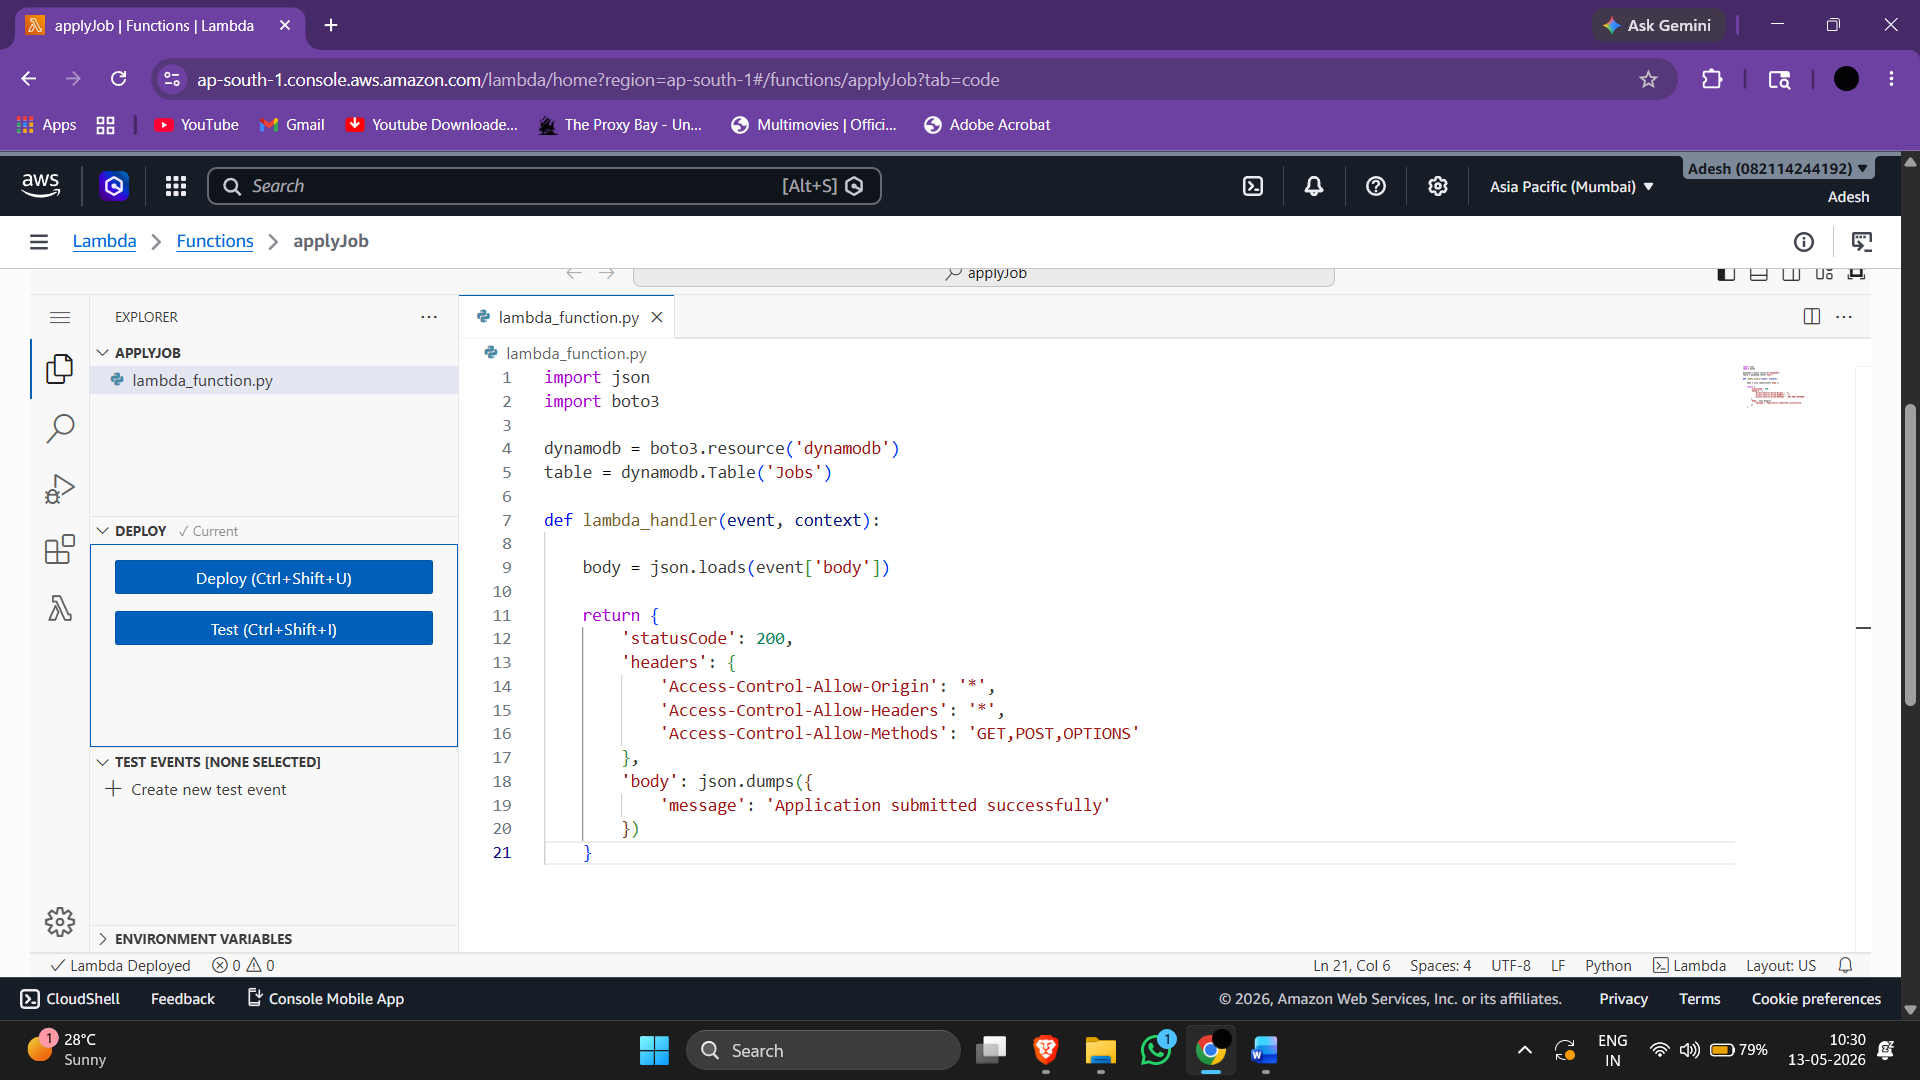 applyJob | Functions | Lambda
Ask Gemini
ap-south-1.console.aws.amazon.com/lambda/home?region=ap-south-1#/functions/applyJob?tab=code
Apps
YouTube
Gmail
Youtube Downloade...
The Proxy Bay - Un...
Multimovies | Offici...
Adobe Acrobat
aws
Search
[Alt+S]
Asia Pacific (Mumbai)
Adesh (082114244192)
Adesh
Lambda
Functions
applyJob
applyJob
EXPLORER
APPLYJOB
lambda_function.py
DEPLOY
Current
Deploy (Ctrl+Shift+U)
Test (Ctrl+Shift+I)
TEST EVENTS [NONE SELECTED]
Create new test event
ENVIRONMENT VARIABLES
lambda_function.py
lambda_function.py
1 import json
2 import boto3
3
4 dynamodb = boto3.resource('dynamodb')
5 table = dynamodb.Table('Jobs')
6
7 def lambda_handler(event, context):
8
9     body = json.loads(event['body'])
10
11     return {
12         'statusCode': 200,
13         'headers': {
14             'Access-Control-Allow-Origin': '*',
15             'Access-Control-Allow-Headers': '*',
16             'Access-Control-Allow-Methods': 'GET,POST,OPTIONS'
17         },
18         'body': json.dumps({
19             'message': 'Application submitted successfully'
20         })
21     }
Lambda Deployed
0
0
Ln 21, Col 6
Spaces: 4
UTF-8
LF
Python
Lambda
Layout: US
CloudShell
Feedback
Console Mobile App
© 2026, Amazon Web Services, Inc. or its affiliates.
Privacy
Terms
Cookie preferences
1
28°C
Sunny
Search
1
ENG
IN
79%
10:30
13-05-2026